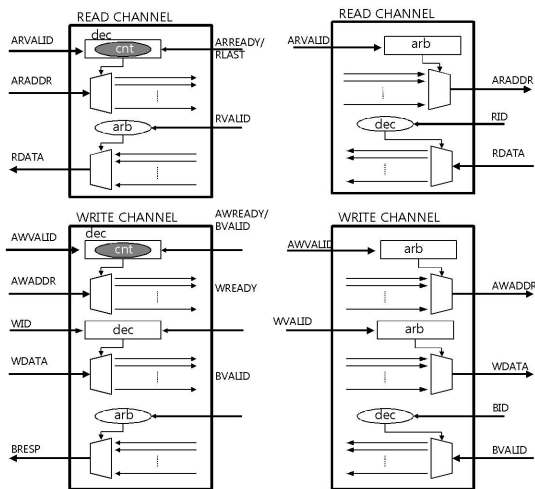 READ CHANNEL
ARVALID
dec
cnt
ARREADY/
RLAST
ARADDR
RVALID
arb
RDATA
READ CHANNEL
ARVALID
arb
ARADDR
dec
RID
RDATA
WRITE CHANNEL
AWREADY/
BVALID
AWVALID
dec
cnt
AWADDR
WREADY
WID
dec
WDATA
BVALID
arb
BRESP
WRITE CHANNEL
AWVALID
arb
AWADDR
WVALID
arb
WDATA
dec
BID
BVALID